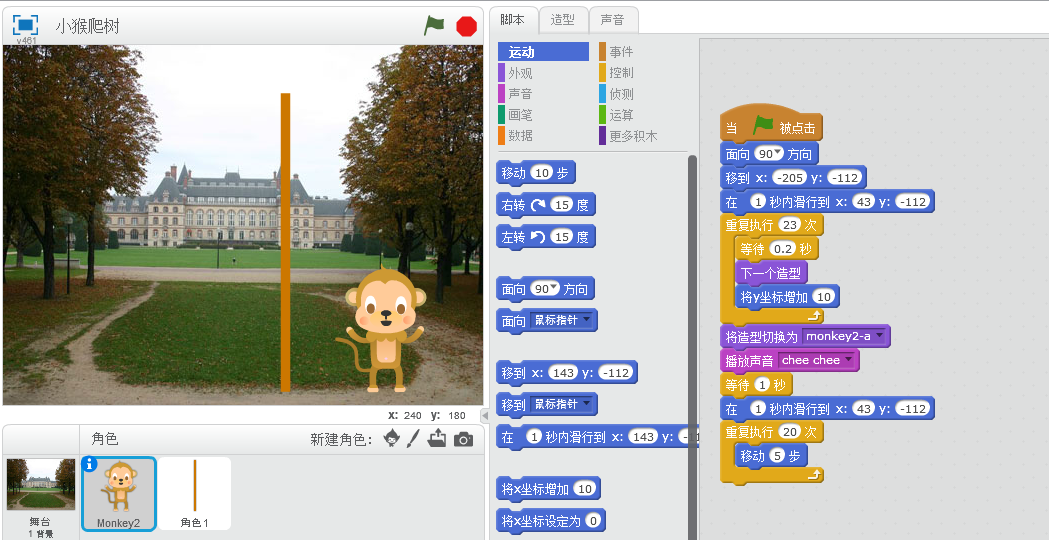 小猴爬树
v461
x: 240 y: 180
角色
新建角色：
舞台
1 背景
Monkey2
角色1
脚本
造型
声音
运动
事件
外观
控制
声音
侦测
画笔
运算
数据
更多积木
移动 10 步
右转 15 度
左转 15 度
面向 90 方向
面向 鼠标指针
移到 x: 143 y: -112
移到 鼠标指针
在 1 秒内滑行到 x: 143 y:
将x坐标增加 10
将x坐标设定为 0
当 被点击
面向 90 方向
移到 x: -205 y: -112
在 1 秒内滑行到 x: 43 y: -112
重复执行 23 次
等待 0.2 秒
下一个造型
将y坐标增加 10
将造型切换为 monkey2-a
播放声音 chee chee
等待 1 秒
在 1 秒内滑行到 x: 43 y: -112
重复执行 20 次
移动 5 步